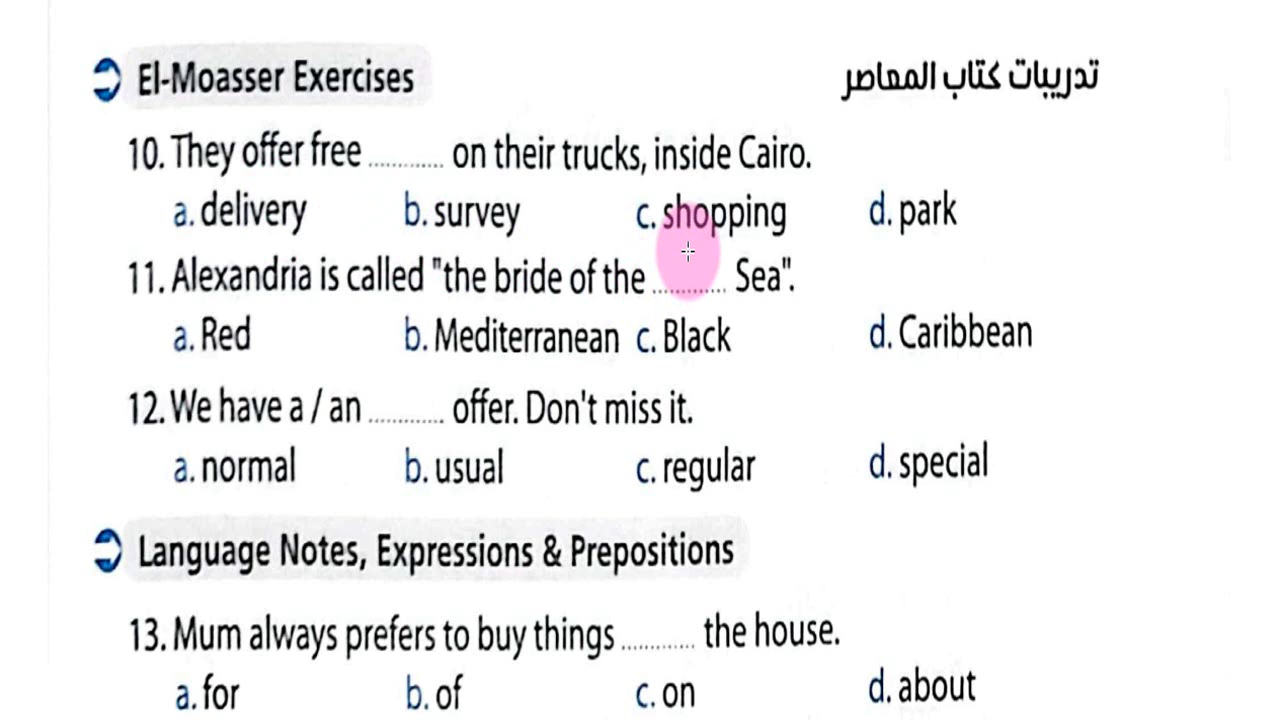 El-Moasser Exercises تدريبات كتاب المعاصر
10. They offer free ............ on their trucks, inside Cairo.
a. delivery b. survey c. shopping d. park
11. Alexandria is called "the bride of the ............ Sea".
a. Red b. Mediterranean c. Black d. Caribbean
12. We have a / an ............ offer. Don't miss it.
a. normal b. usual c. regular d. special
Language Notes, Expressions & Prepositions
13. Mum always prefers to buy things ............ the house.
a. for b. of c. on d. about